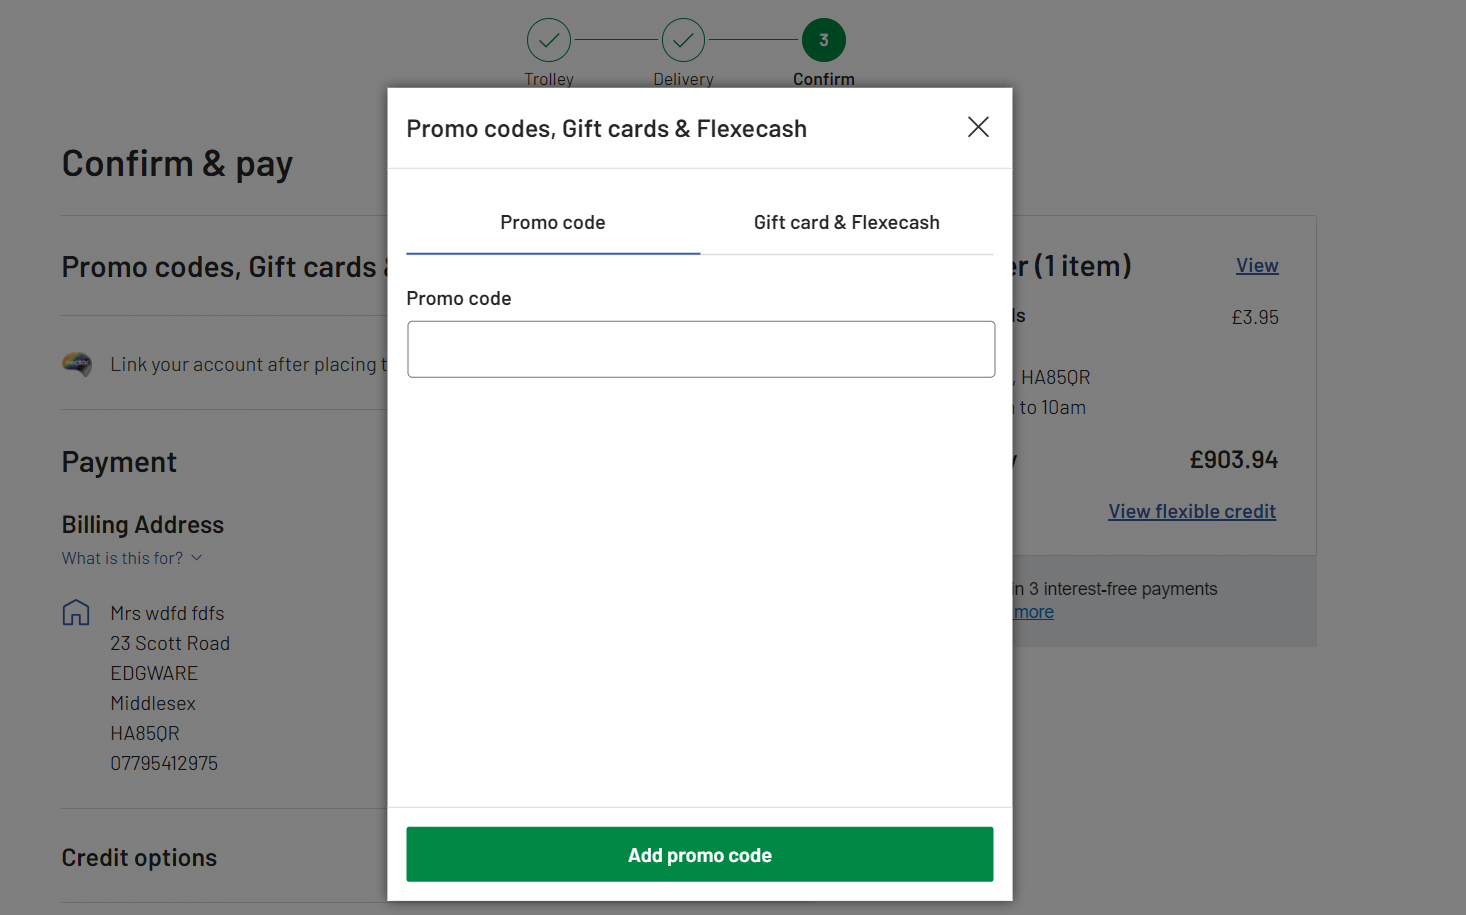 3
Trolley
Delivery
Confirm
Promo codes, Gift cards & Flexecash
Confirm & pay
Promo code
Gift card & Flexecash
Promo codes, Gift cards
(1 item)
View
Promo code
£3.95
Link your account after placing
, HA85QR
to 10am
Payment
£903.94
View flexible credit
Billing Address
What is this for?
in 3 interest-free payments
more
Mrs wdfd fdfs
23 Scott Road
EDGWARE
Middlesex
HA85QR
07795412975
Add promo code
Credit options